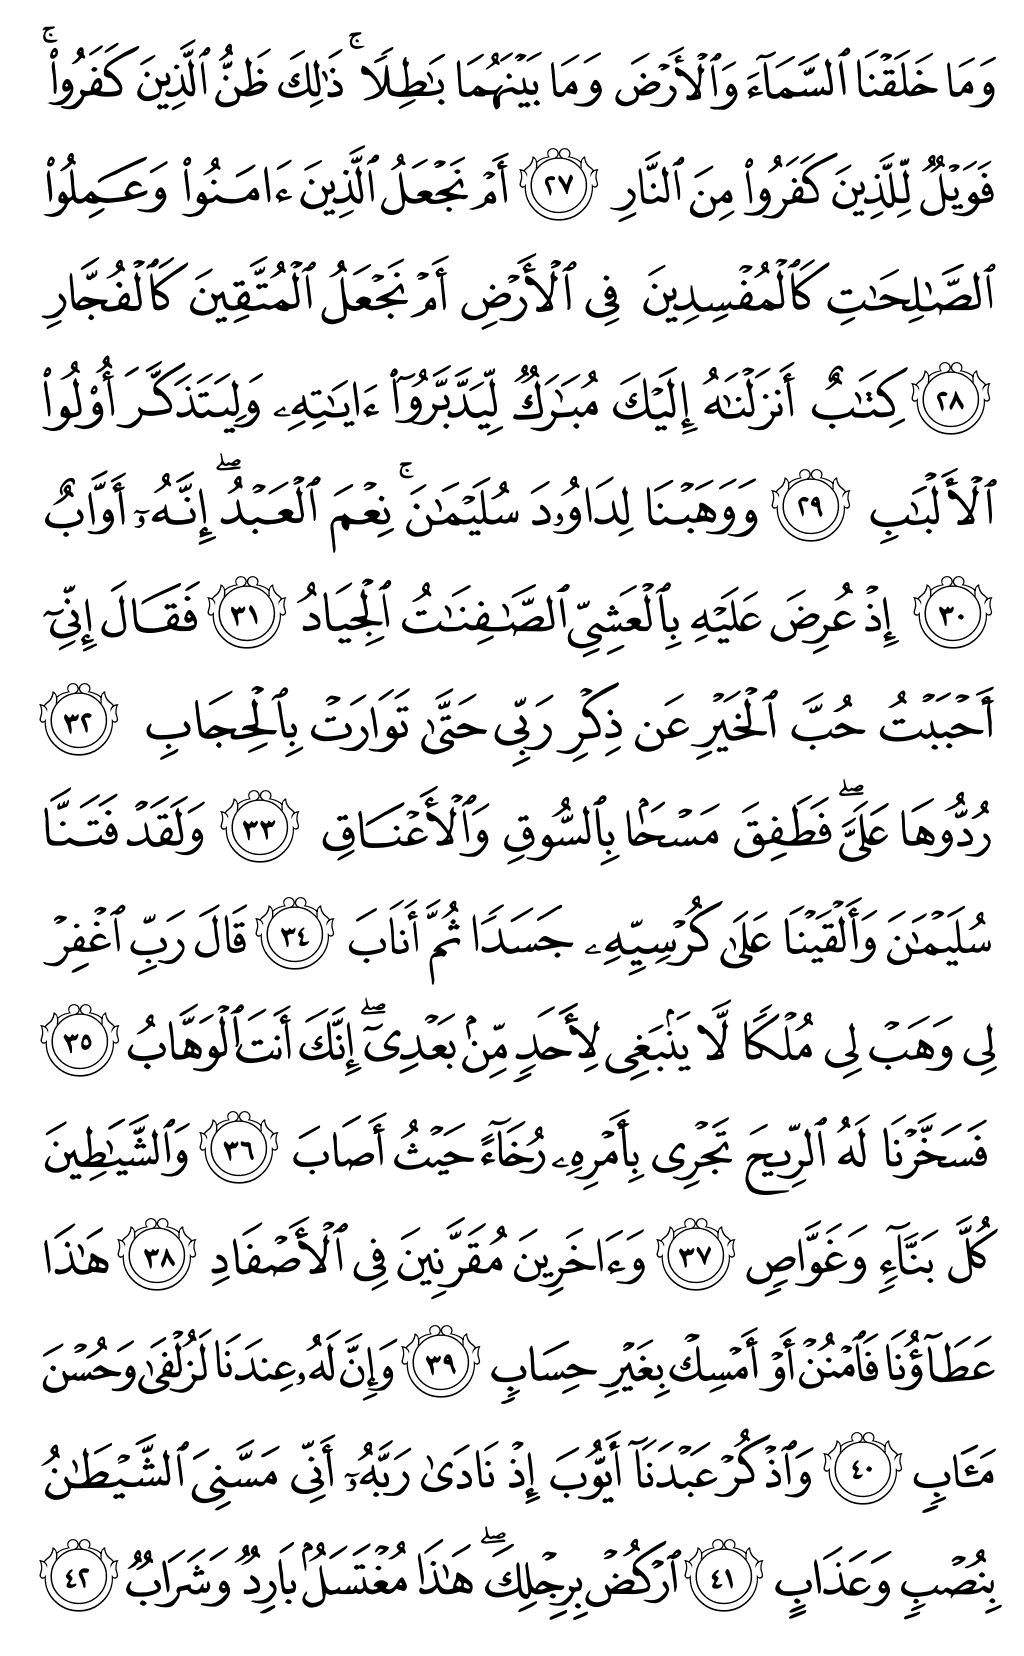 وَمَا خَلَقْنَا ٱلسَّمَآءَ وَٱلْأَرْضَ وَمَا بَيْنَهُمَا بَٰطِلًا ۚ ذَٰلِكَ ظَنُّ ٱلَّذِينَ كَفَرُوا۟ ۚ
فَوَيْلٌ لِّلَّذِينَ كَفَرُوا۟ مِنَ ٱلنَّارِ ٢٧ أَمْ نَجْعَلُ ٱلَّذِينَ ءَامَنُوا۟ وَعَمِلُوا۟
ٱلصَّٰلِحَٰتِ كَٱلْمُفْسِدِينَ فِى ٱلْأَرْضِ أَمْ نَجْعَلُ ٱلْمُتَّقِينَ كَٱلْفُجَّارِ
٢٨ كِتَٰبٌ أَنزَلْنَٰهُ إِلَيْكَ مُبَٰرَكٌ لِّيَدَّبَّرُوٓا۟ ءَايَٰتِهِۦ وَلِيَتَذَكَّرَ أُو۟لُوا۟
ٱلْأَلْبَٰبِ ٢٩ وَوَهَبْنَا لِدَاوُۥدَ سُلَيْمَٰنَ ۚ نِعْمَ ٱلْعَبْدُ ۖ إِنَّهُۥٓ أَوَّابٌ
٣٠ إِذْ عُرِضَ عَلَيْهِ بِٱلْعَشِىِّ ٱلصَّٰفِنَٰتُ ٱلْجِيَادُ ٣١ فَقَالَ إِنِّىٓ
أَحْبَبْتُ حُبَّ ٱلْخَيْرِ عَن ذِكْرِ رَبِّى حَتَّىٰ تَوَارَتْ بِٱلْحِجَابِ ٣٢
رُدُّوهَا عَلَىَّ ۖ فَطَفِقَ مَسْحًۢا بِٱلسُّوقِ وَٱلْأَعْنَاقِ ٣٣ وَلَقَدْ فَتَنَّا
سُلَيْمَٰنَ وَأَلْقَيْنَا عَلَىٰ كُرْسِيِّهِۦ جَسَدًا ثُمَّ أَنَابَ ٣٤ قَالَ رَبِّ ٱغْفِرْ
لِى وَهَبْ لِى مُلْكًا لَّا يَنۢبَغِى لِأَحَدٍ مِّنۢ بَعْدِىٓ ۖ إِنَّكَ أَنتَ ٱلْوَهَّابُ ٣٥
فَسَخَّرْنَا لَهُ ٱلرِّيحَ تَجْرِى بِأَمْرِهِۦ رُخَآءً حَيْثُ أَصَابَ ٣٦ وَٱلشَّيَٰطِينَ
كُلَّ بَنَّآءٍ وَغَوَّاصٍ ٣٧ وَءَاخَرِينَ مُقَرَّنِينَ فِى ٱلْأَصْفَادِ ٣٨ هَٰذَا
عَطَآؤُنَا فَٱمْنُنْ أَوْ أَمْسِكْ بِغَيْرِ حِسَابٍ ٣٩ وَإِنَّ لَهُۥ عِندَنَا لَزُلْفَىٰ وَحُسْنَ
مَـَٔابٍ ٤٠ وَٱذْكُرْ عَبْدَنَآ أَيُّوبَ إِذْ نَادَىٰ رَبَّهُۥٓ أَنِّى مَسَّنِىَ ٱلشَّيْطَٰنُ
بِنُصْبٍ وَعَذَابٍ ٤١ ٱرْكُضْ بِرِجْلِكَ ۖ هَٰذَا مُغْتَسَلٌۢ بَارِدٌ وَشَرَابٌ ٤٢